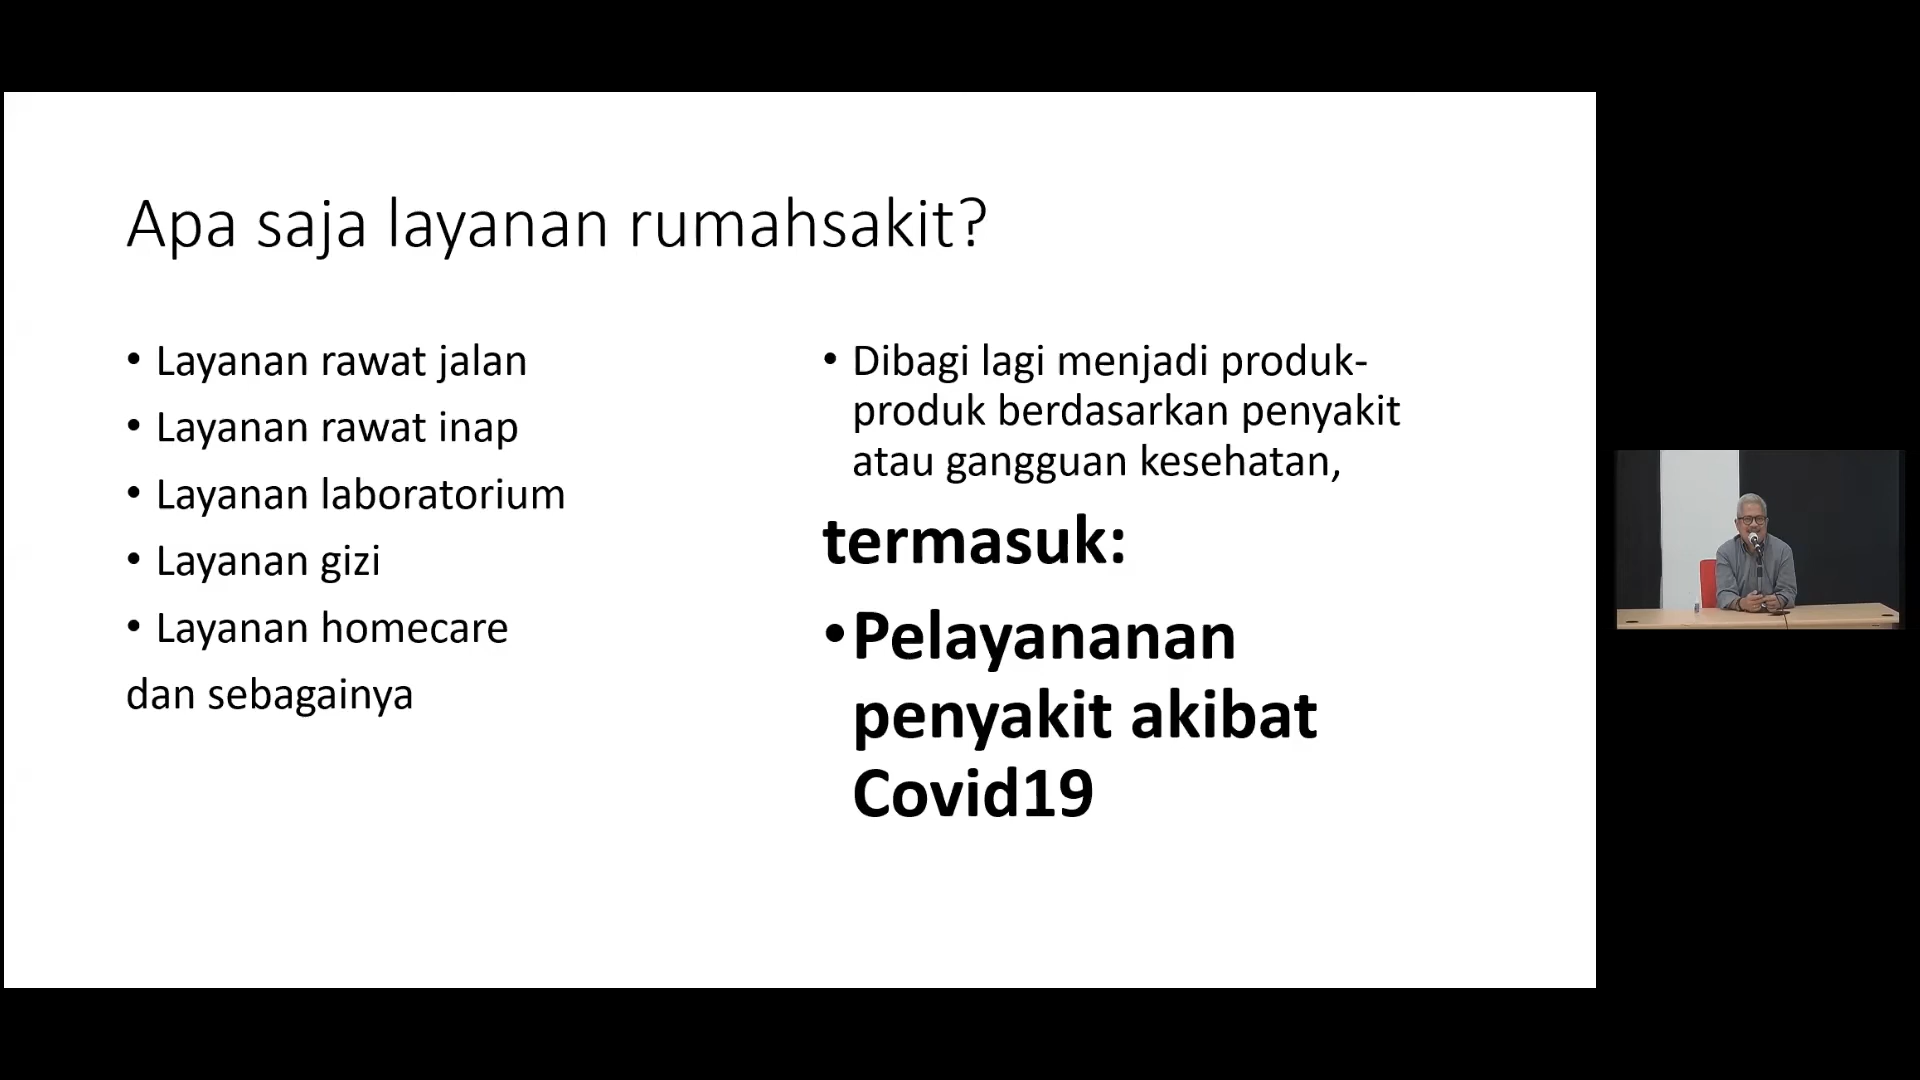 Apa saja layanan rumahsakit?
• Layanan rawat jalan
• Layanan rawat inap
• Layanan laboratorium
• Layanan gizi
• Layanan homecare
dan sebagainya
• Dibagi lagi menjadi produk-
produk berdasarkan penyakit
atau gangguan kesehatan,
termasuk:
• Pelayananan
penyakit akibat
Covid19